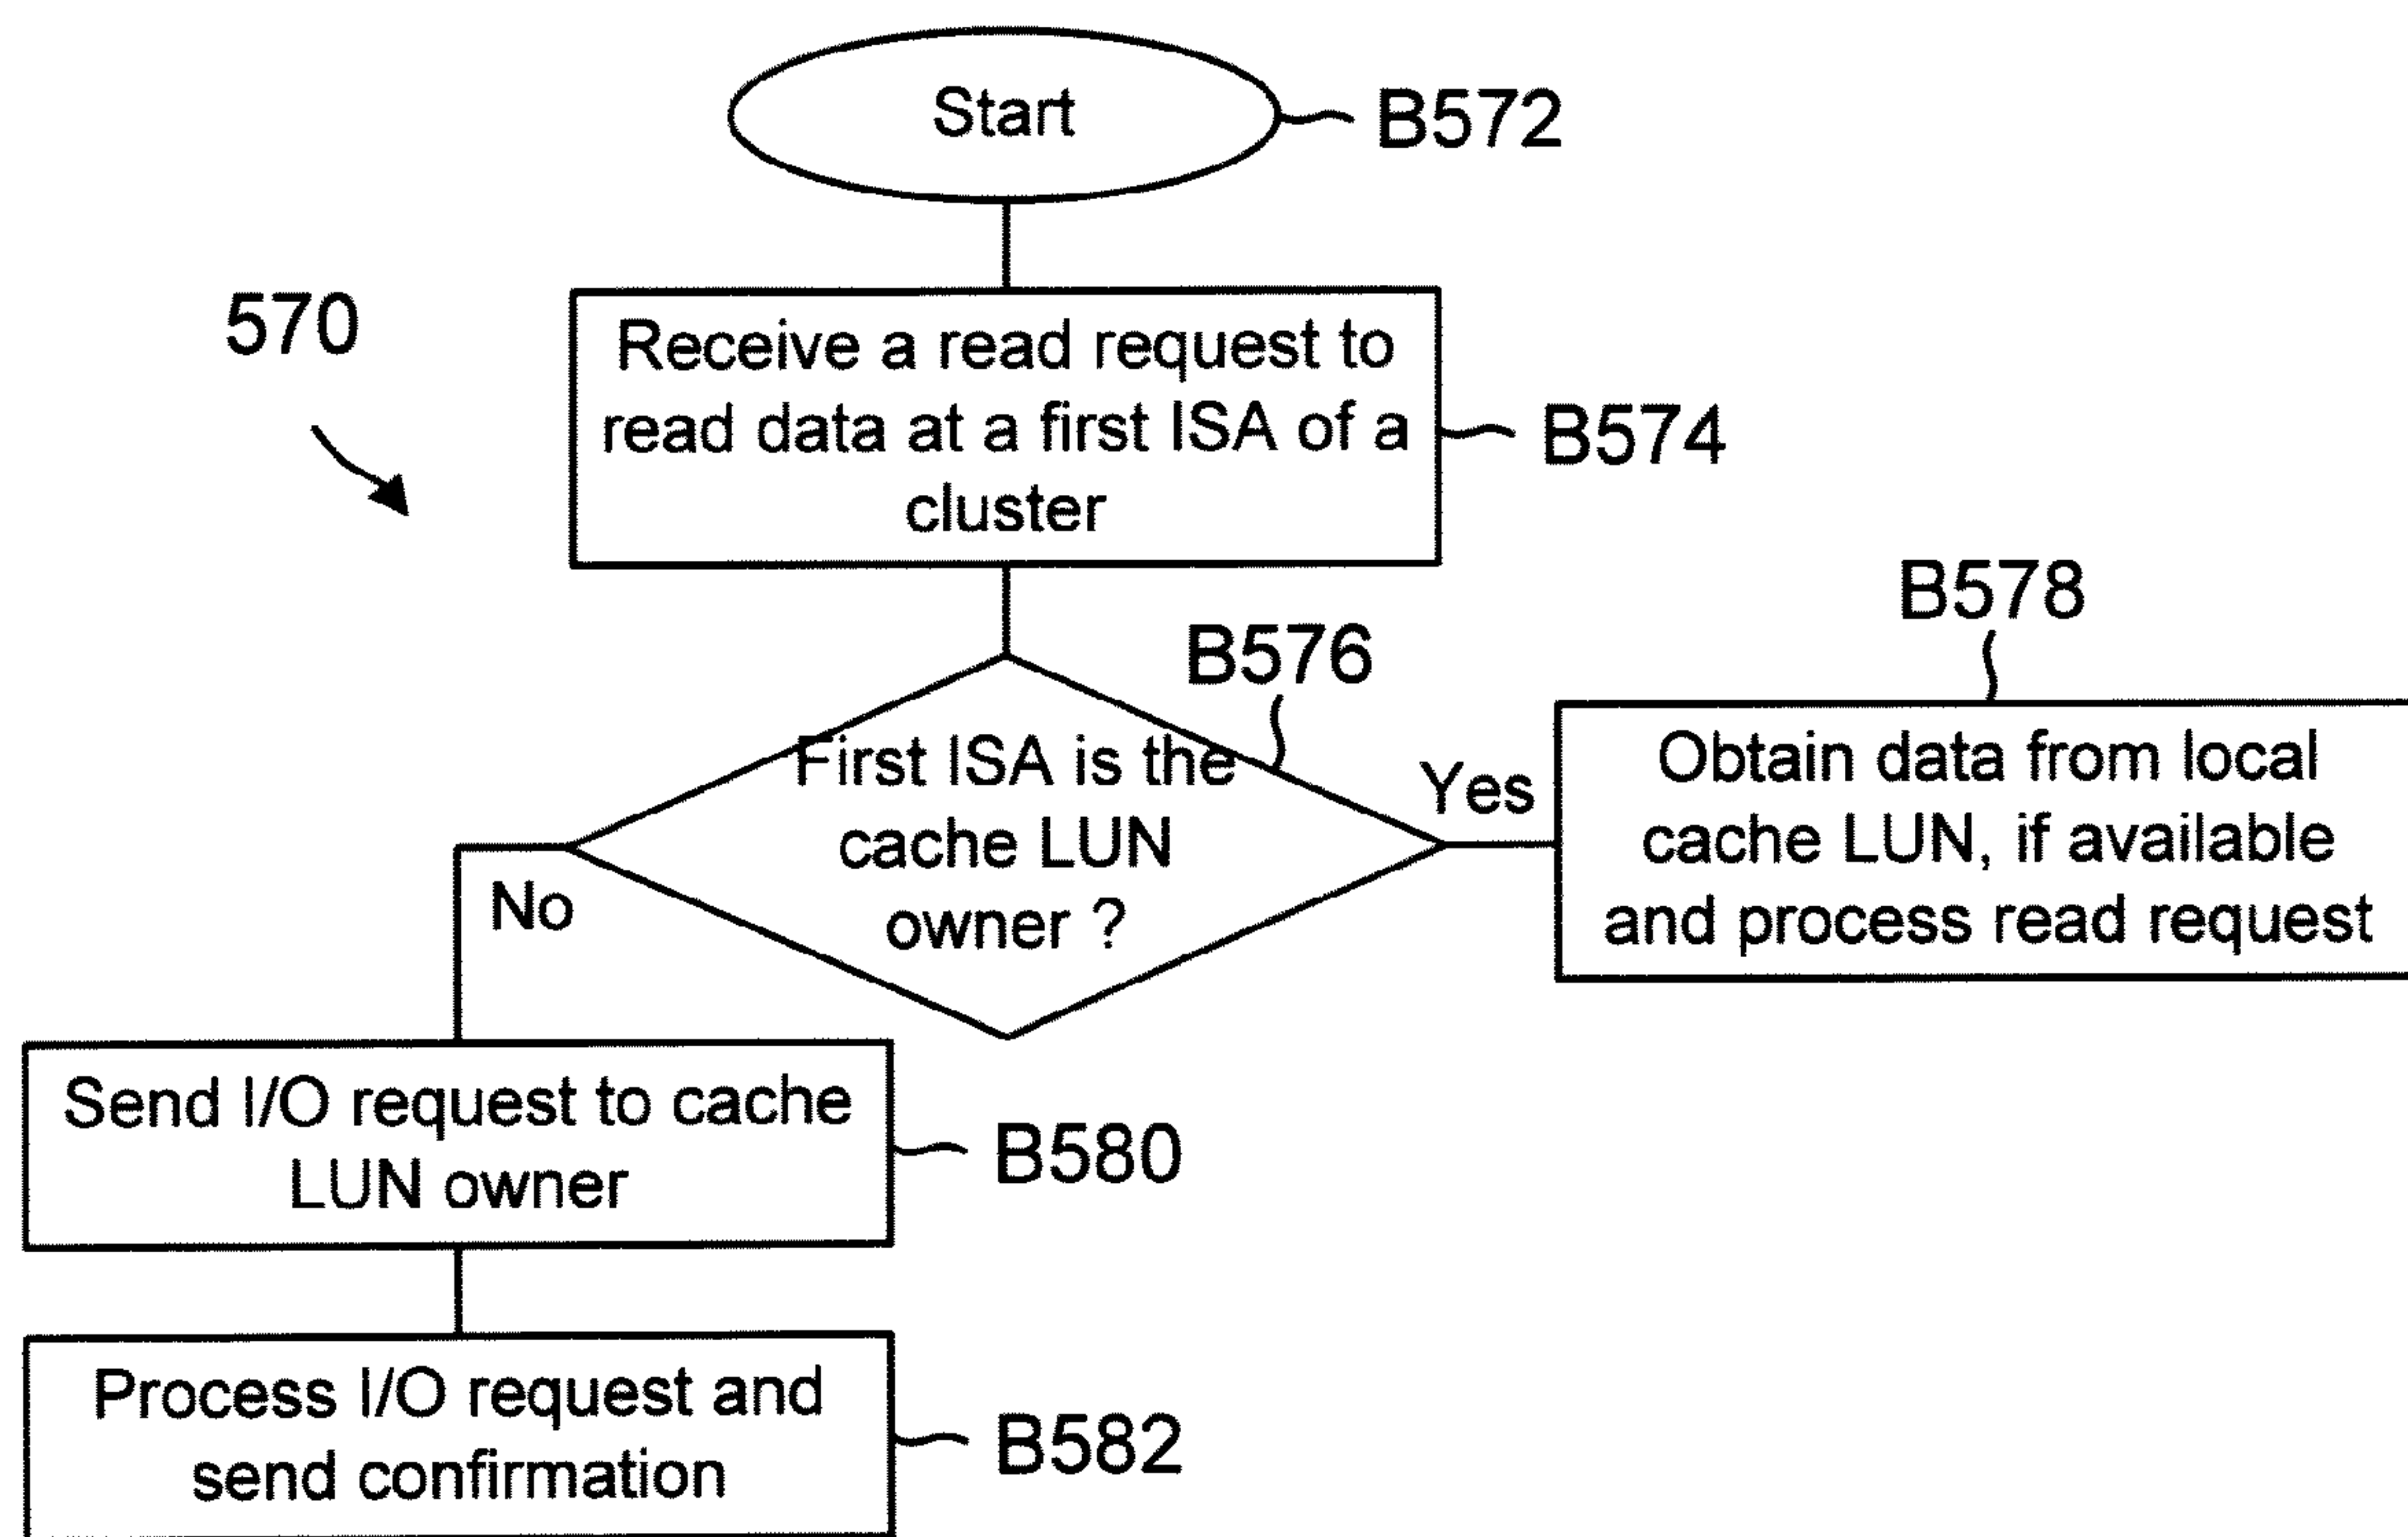 Start
B572
570
Receive a read request to
read data at a first ISA of a
cluster
B574
B576
First ISA is the
cache LUN
owner ?
Yes
No
B578
Obtain data from local
cache LUN, if available
and process read request
Send I/O request to cache
LUN owner
B580
Process I/O request and
send confirmation
B582